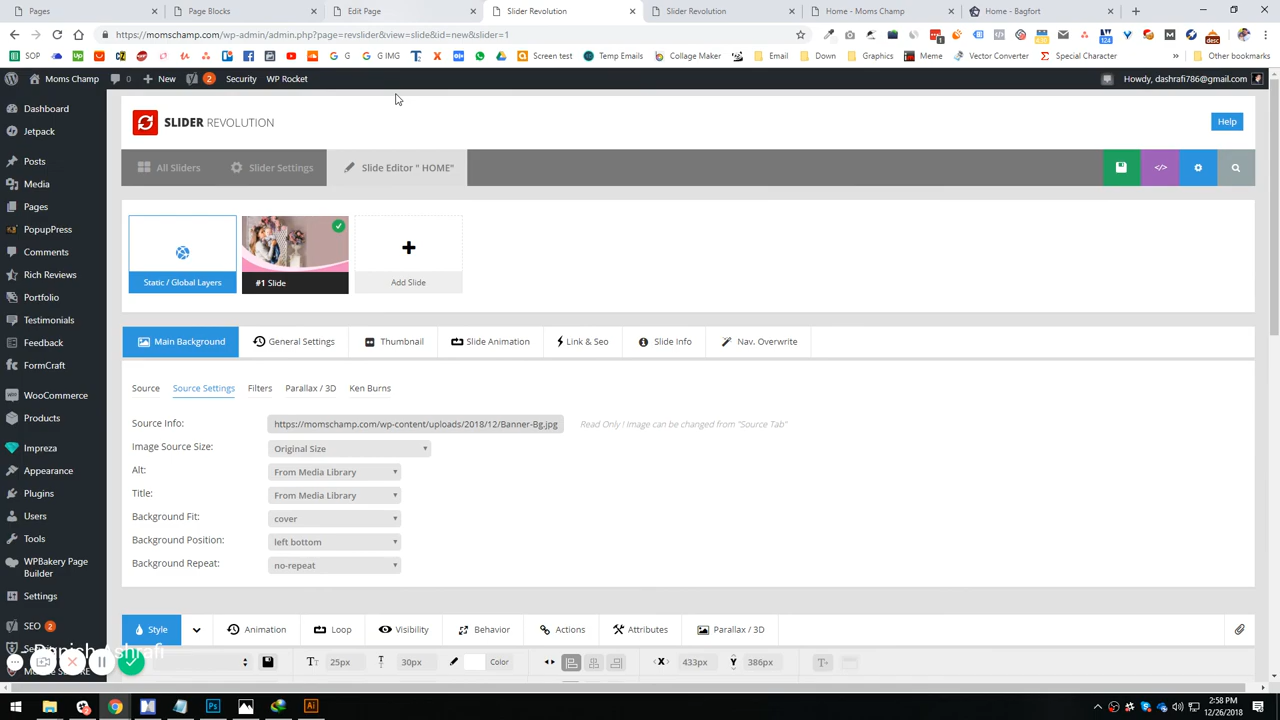 Pages
Page Blocks
Edit Page
Slider Revolution
Slider Revolution
Home - Moms Champ
Home - Bagfort
https://momschamp.com/wp-admin/admin.php?page=revslider&view=slide&id=new&slider=1
SOP
G
G IMG
Screen test
Temp Emails
Collage Maker
Email
Down
Graphics
Meme
Vector Converter
Special Character
Other bookmarks
Moms Champ
0
New
2
Security
WP Rocket
Howdy, dashrafi786@gmail.com
Dashboard
Jetpack
Posts
Media
Pages
PopupPress
Comments
Rich Reviews
Portfolio
Testimonials
Feedback
FormCraft
WooCommerce
Products
Impreza
Appearance
Plugins
Users
Tools
WPBakery Page
Builder
Settings
SEO 2
SLIDER REVOLUTION
Help
All Sliders
Slider Settings
Slide Editor " HOME"
</>
Static / Global Layers
#1 Slide
Add Slide
Main Background
General Settings
Thumbnail
Slide Animation
Link & Seo
Slide Info
Nav. Overwrite
Source
Source Settings
Filters
Parallax / 3D
Ken Burns
Source Info:
https://momschamp.com/wp-content/uploads/2018/12/Banner-Bg.jpg
Read Only ! Image can be changed from "Source Tab"
Image Source Size:
Original Size
Alt:
From Media Library
Title:
From Media Library
Background Fit:
cover
Background Position:
left bottom
Background Repeat:
no-repeat
Style
Animation
Loop
Visibility
Behavior
Actions
Attributes
Parallax / 3D
Danish Ashrafi
25px
30px
Color
X
433px
Y
386px
2:58 PM
12/26/2018